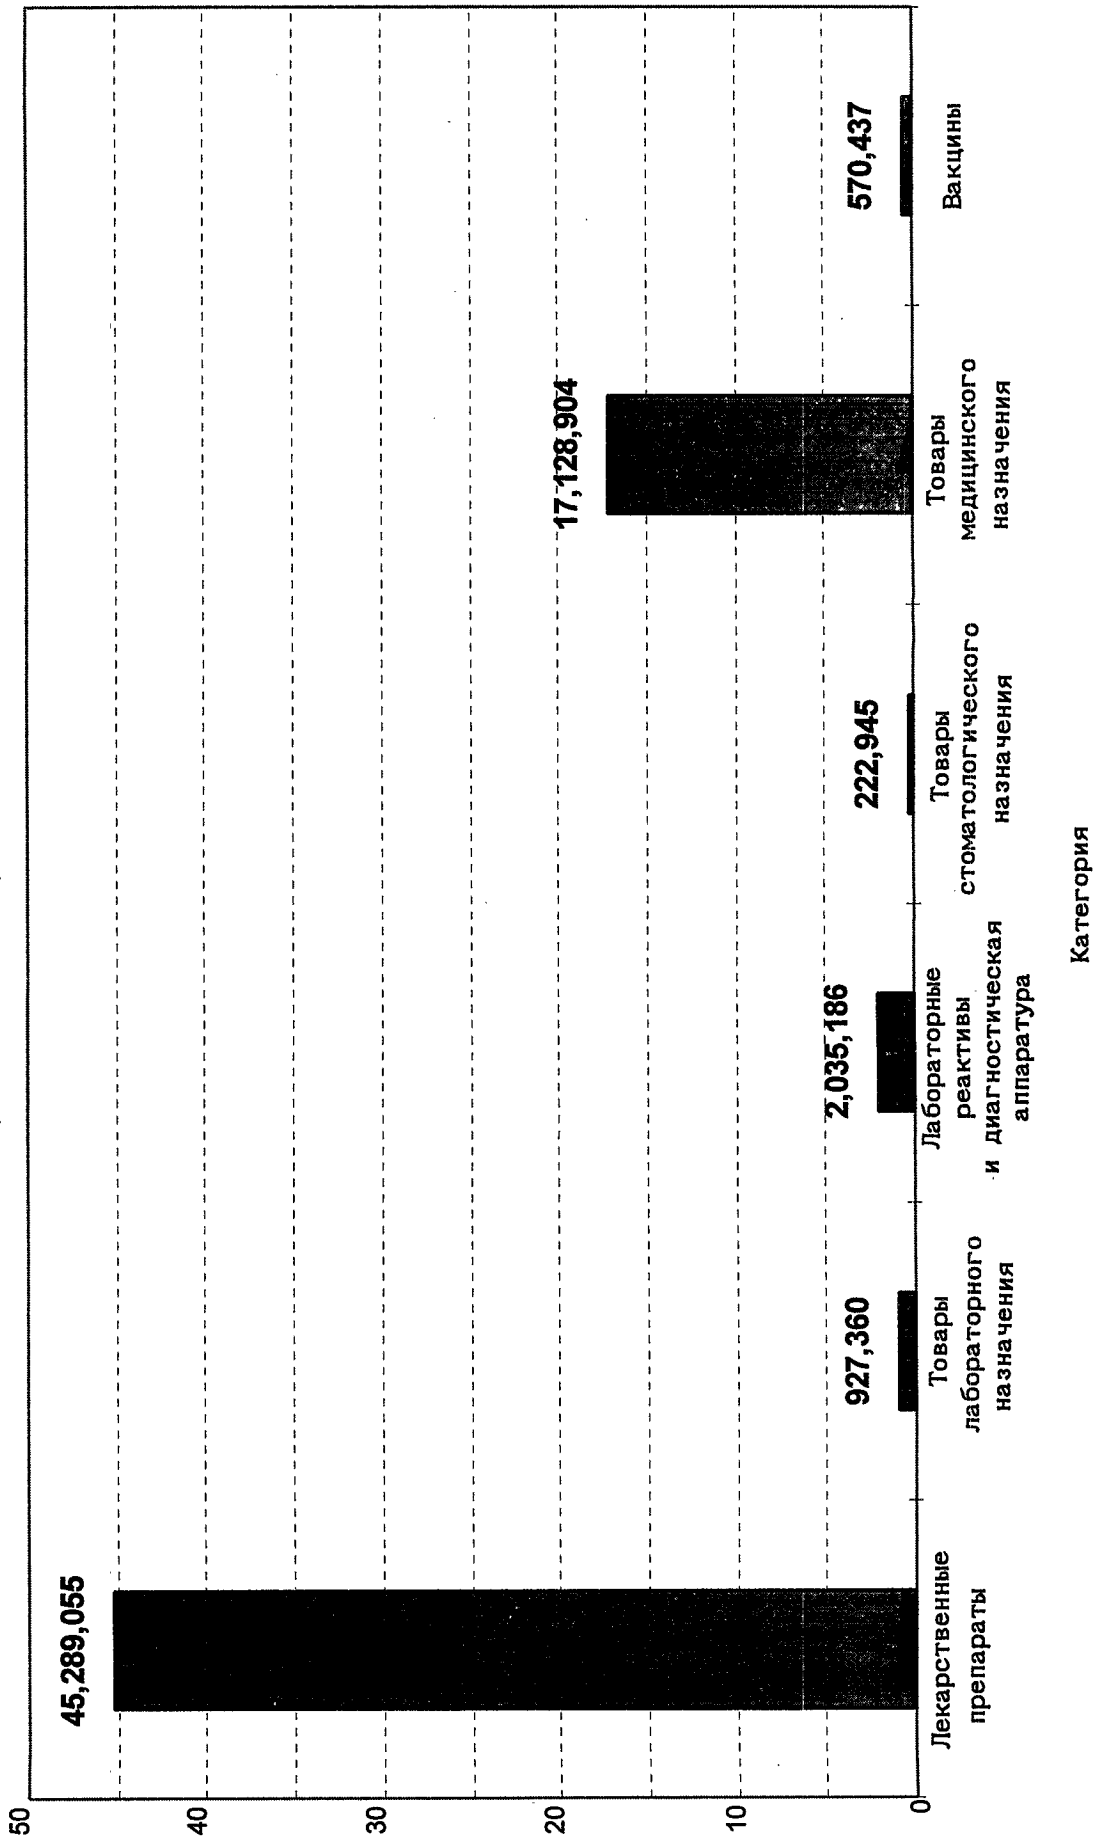 50
40
30
20
10
0
45,289,055
927,360
2,035,186
222,945
17,128,904
570,437
Лекарственные
препараты
Товары
лабораторного
назначения
Лабораторные
реактивы
и диагностическая
аппаратура
Товары
стоматологического
назначения
Товары
медицинского
назначения
Вакцины
Категория